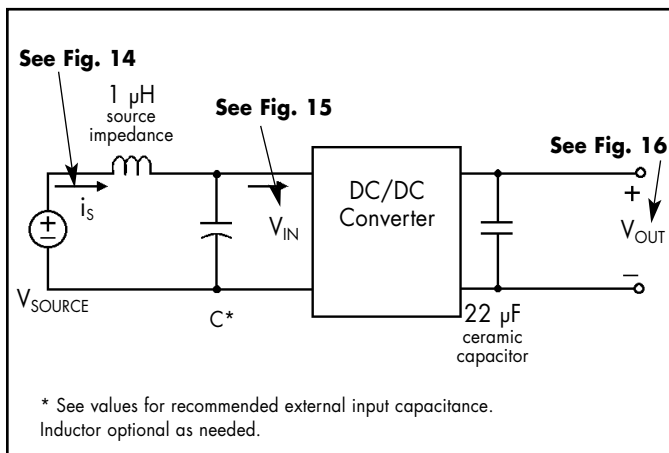 See Fig. 14
1 µH
source
impedance
See Fig. 15
See Fig. 16
iS
VIN
DC/DC
Converter
+
VOUT
–
+
–
VSOURCE
C*
22 µF
ceramic
capacitor
* See values for recommended external input capacitance.
Inductor optional as needed.